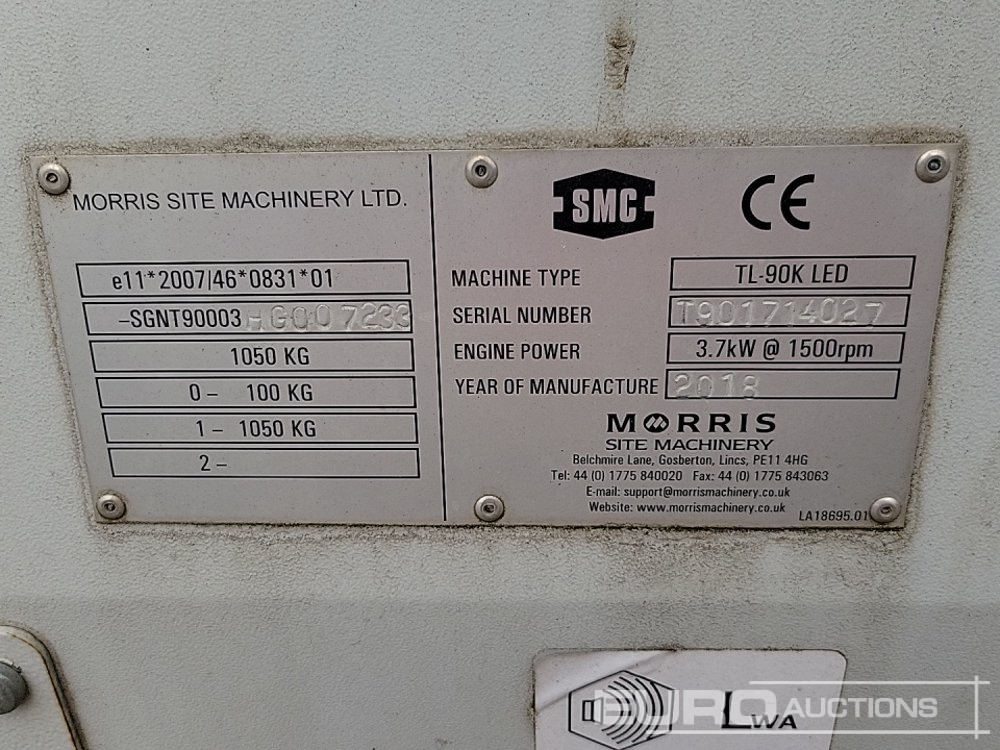 MORRIS SITE MACHINERY LTD.
e11*2007/46*0831*01
-SGNT90003HG007233
1050 KG
0- 100 KG
1- 1050 KG
2-
SMC CE
MACHINE TYPE TL-90K LED
SERIAL NUMBER T901714027
ENGINE POWER 3.7kW @ 1500rpm
YEAR OF MANUFACTURE 2018
MORRIS
SITE MACHINERY
Belchmire Lane, Gosberton, Lincs, PE11 4HG
Tel: 44 (0) 1775 840020 Fax: 44 (0) 1775 843063
E-mail: support@morrismachinery.co.uk
Website: www.morrismachinery.co.uk
LA18695.01
LWA
EURO AUCTIONS